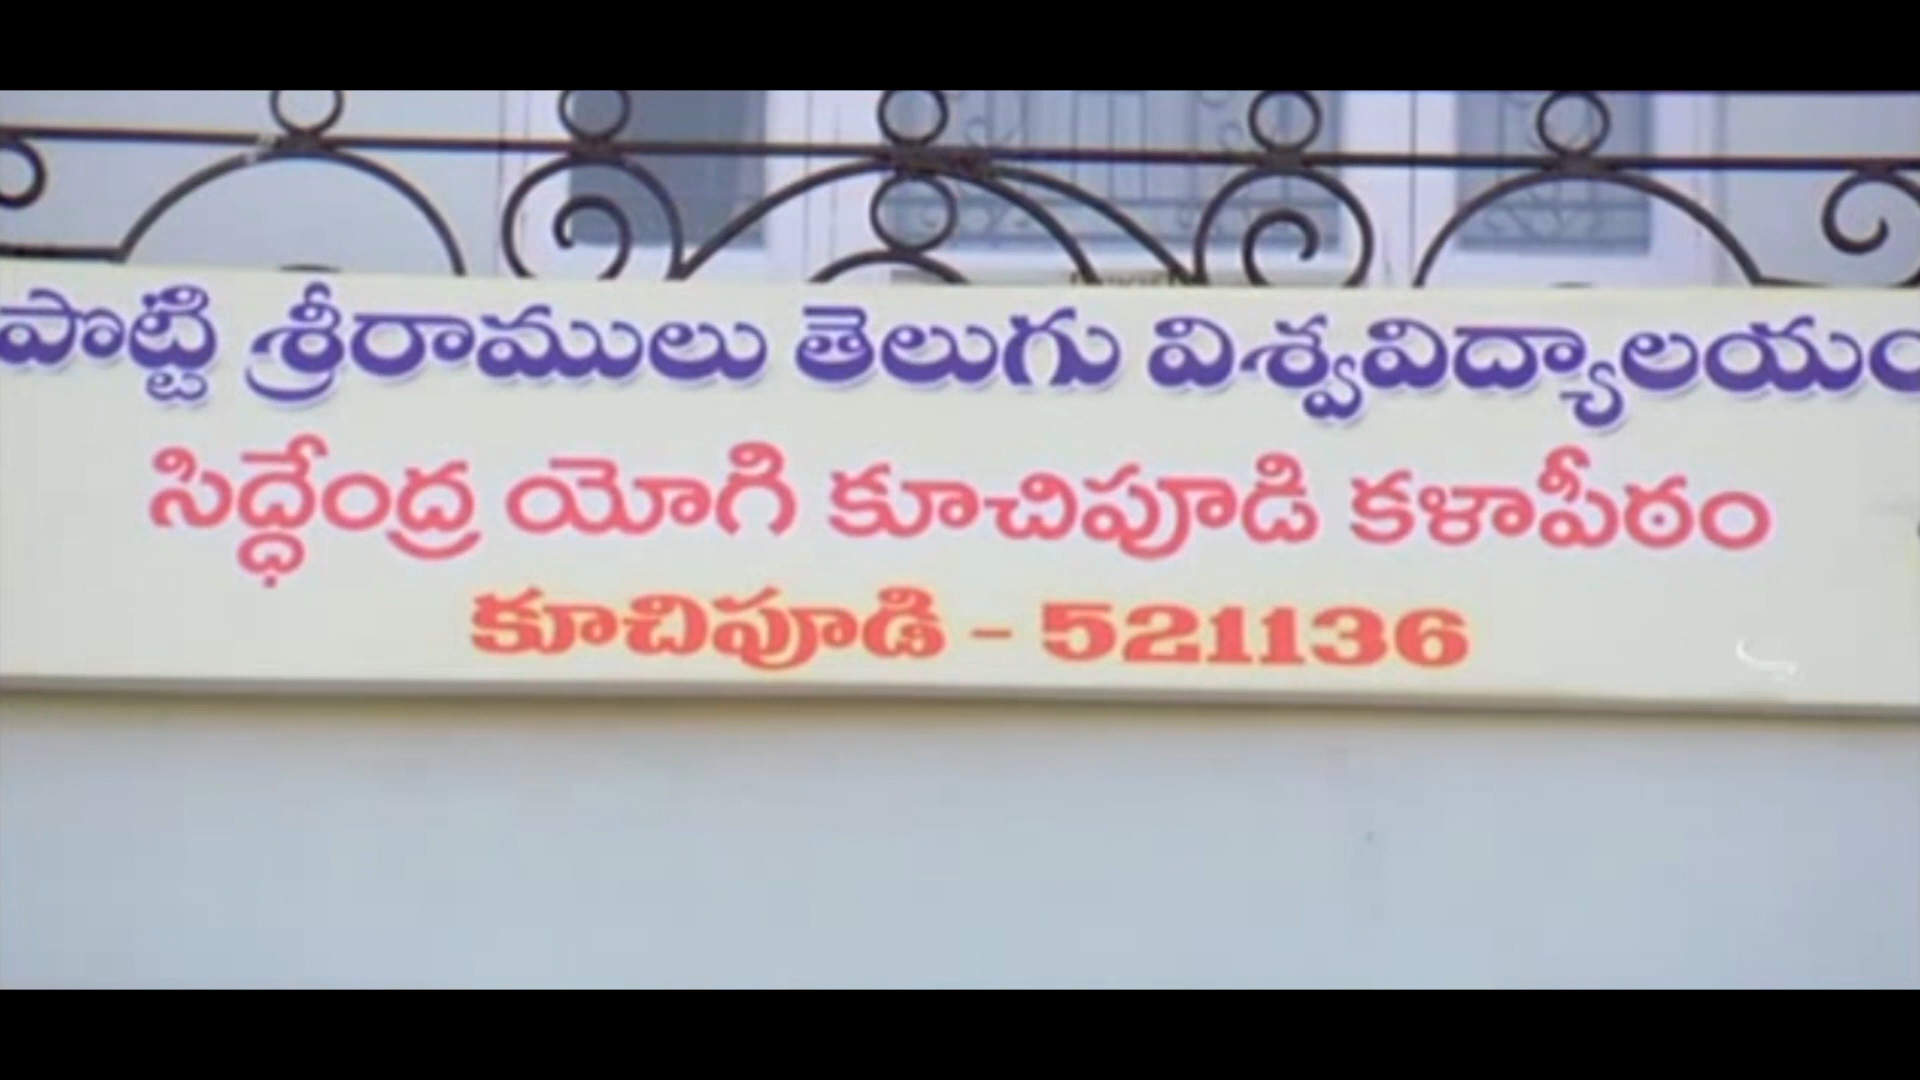 పొట్టి శ్రీరాములు తెలుగు విశ్వవిద్యాలయం
సిద్ధేంద్ర యోగి కూచిపూడి కళాపీఠం
కూచిపూడి - 521136